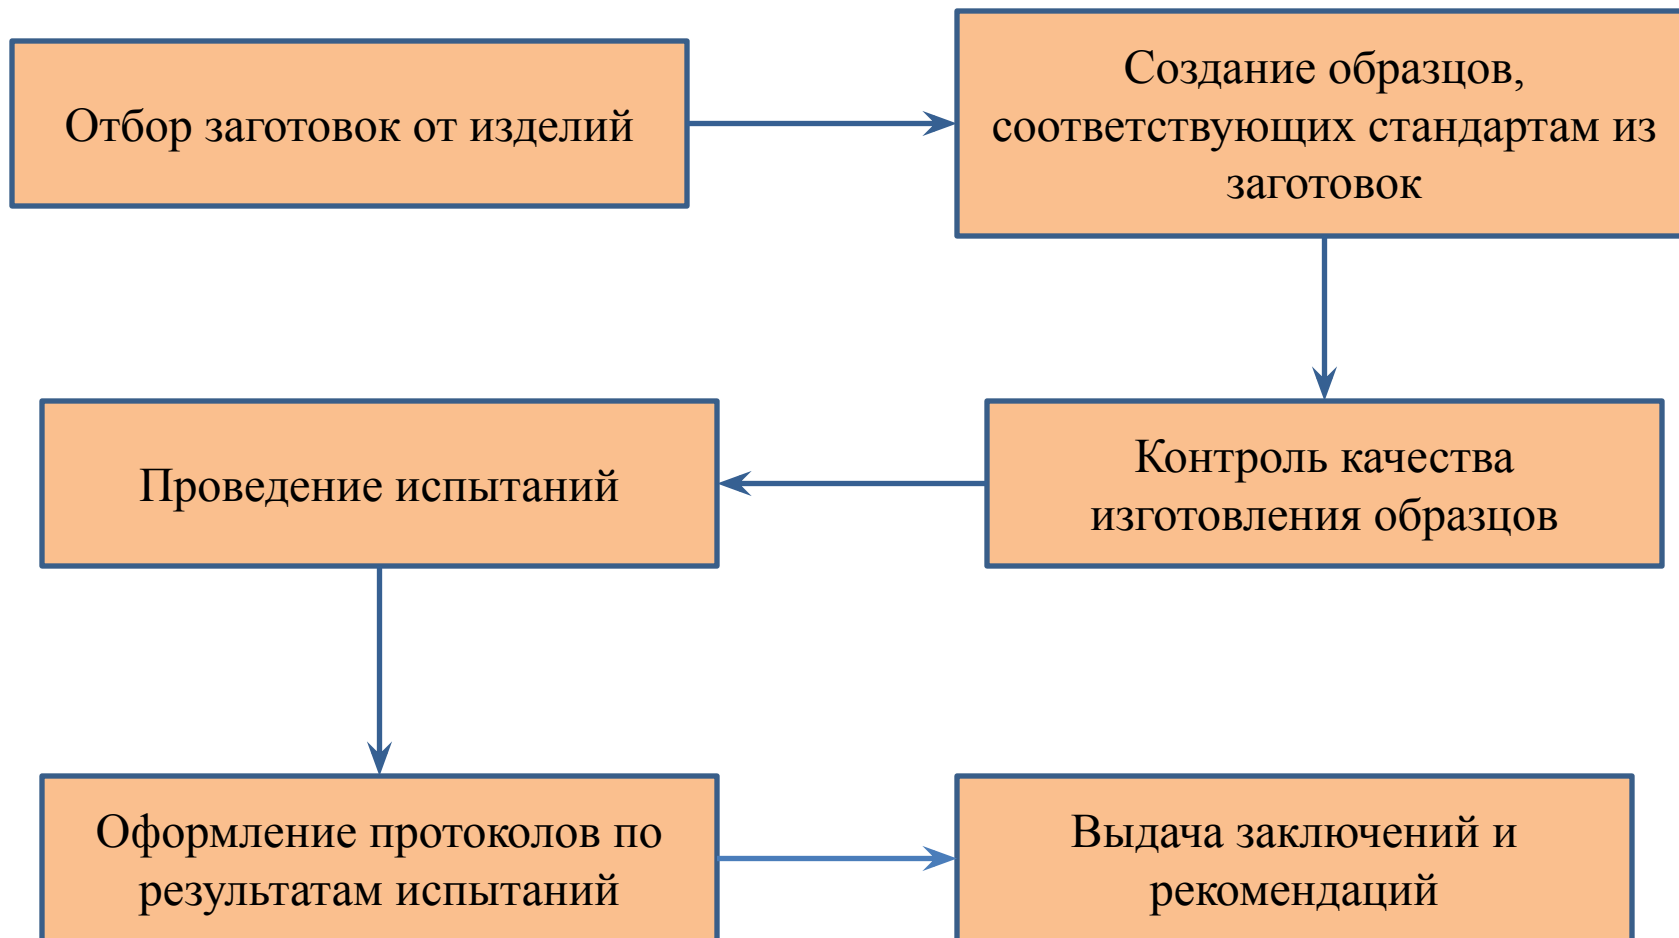 Отбор заготовок от изделий
Создание образцов,
соответствующих стандартам из
заготовок
Контроль качества
изготовления образцов
Проведение испытаний
Оформление протоколов по
результатам испытаний
Выдача заключений и
рекомендаций